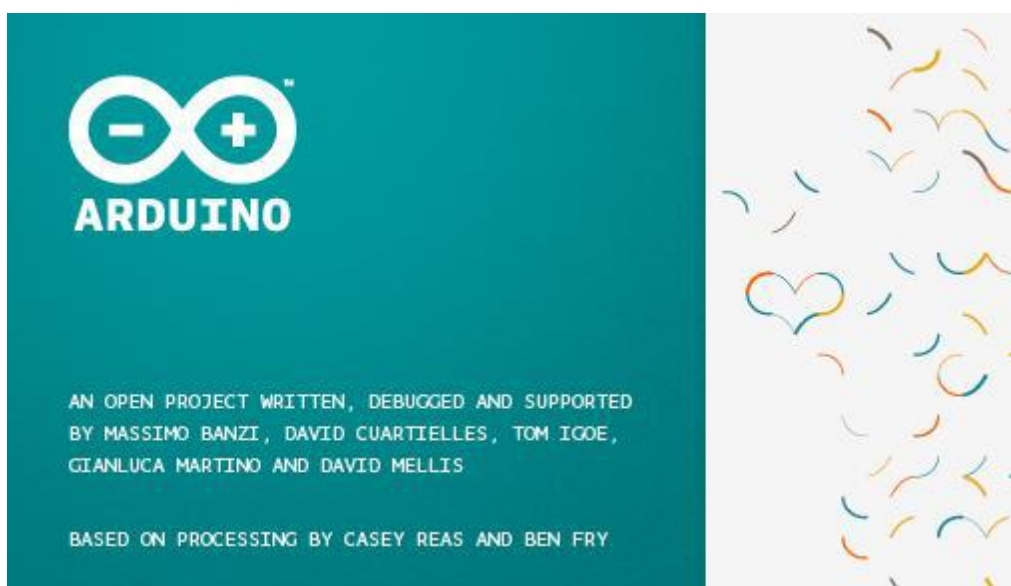 ARDUINO
AN OPEN PROJECT WRITTEN, DEBUGGED AND SUPPORTED
BY MASSIMO BANZI, DAVID CUARTIELLES, TOM IGOE,
GIANLUCA MARTINO AND DAVID MELLIS
BASED ON PROCESSING BY CASEY REAS AND BEN FRY